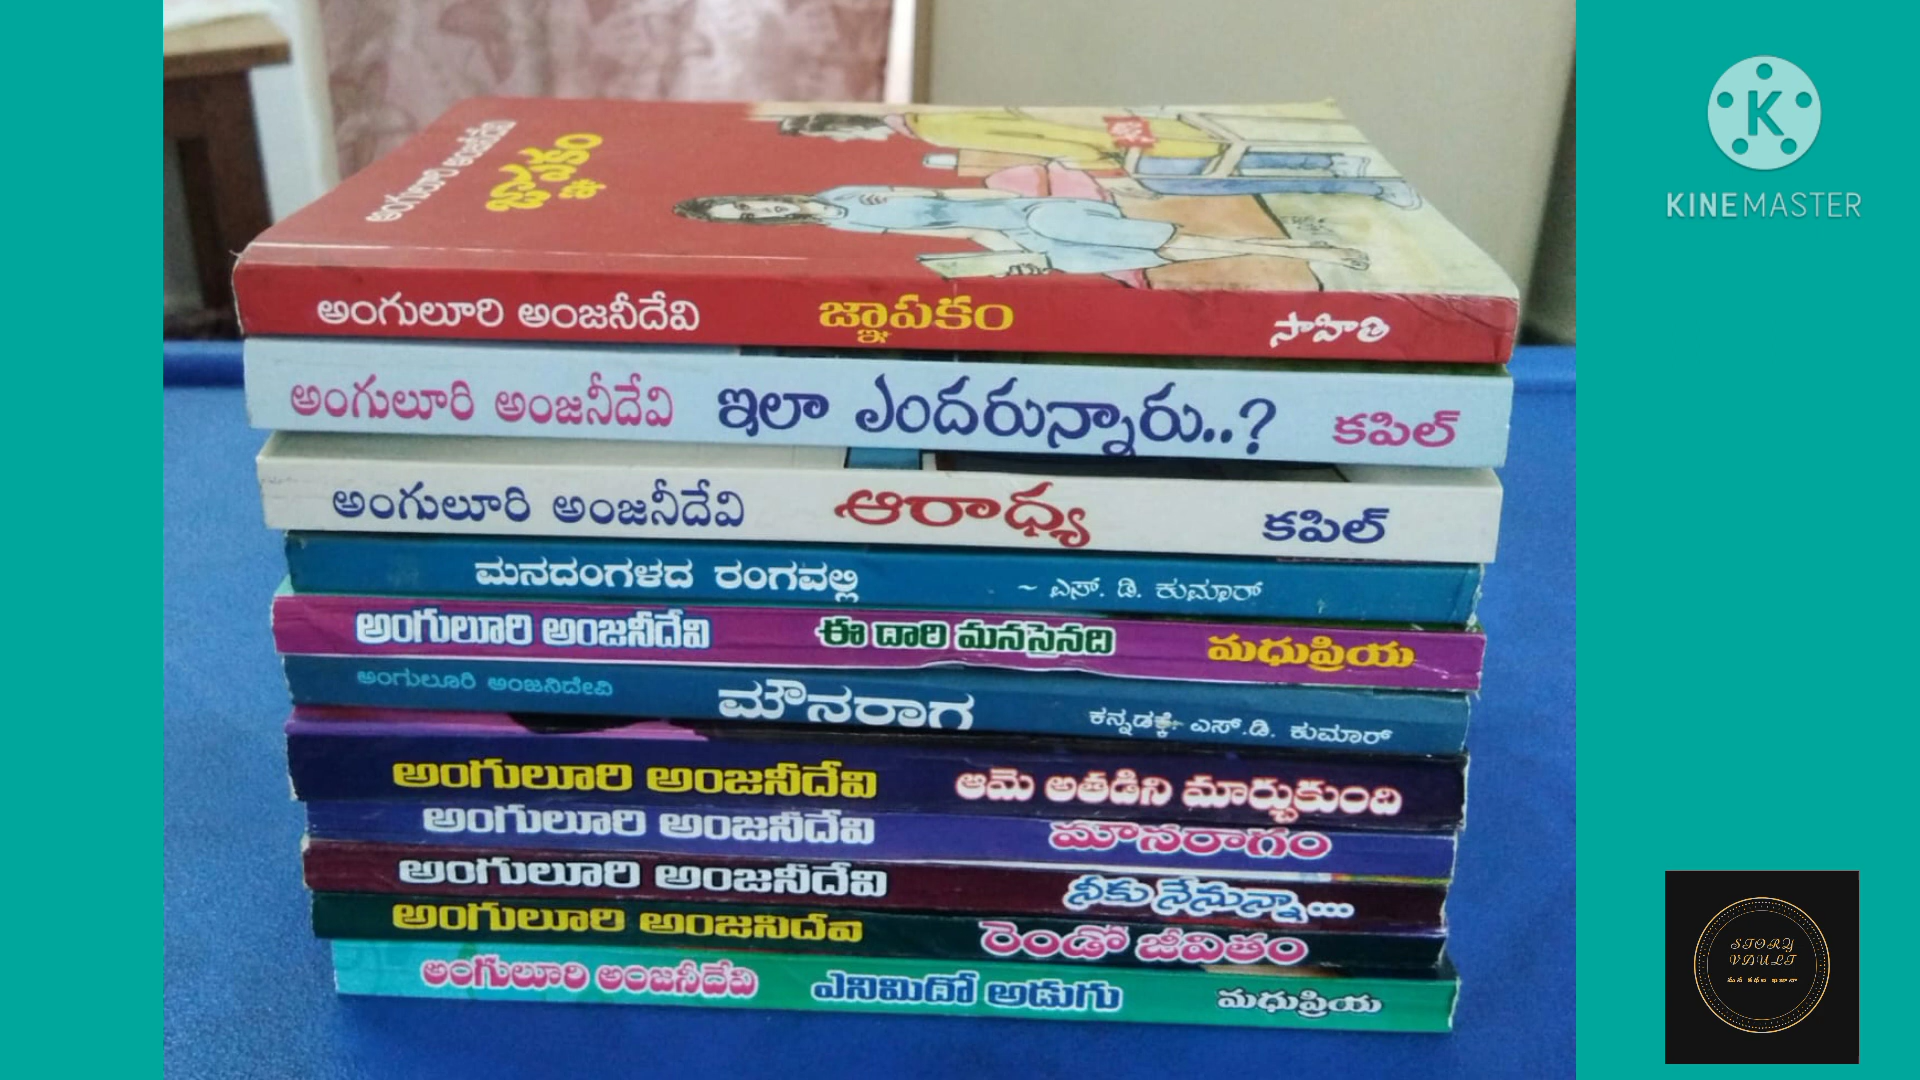 అంగులూరి అంజనీదేవి
జ్ఞాపకం
అంగులూరి అంజనీదేవి జ్ఞాపకం సాహితి
అంగులూరి అంజనీదేవి ఇలా ఎందరున్నారు..? కపిల్
అంగులూరి అంజనీదేవి ఆరాధ్య కపిల్
ಮನದಂಗಳದ ರಂಗವಲ್ಲಿ ~ ಎಸ್. ಡಿ. ಕುಮಾರ್
అంగులూరి అంజనీదేవి ఈ దారి మనసైనది మధుప్రియ
ಅಂಗುಲೂರಿ ಅಂಜನಿದೇವಿ ಮೌನರಾಗ ಕನ್ನಡಕ್ಕೆ: ಎಸ್.ಡಿ. ಕುಮಾರ್
అంగులూరి అంజనీదేవి ఆమె అతడిని మార్చుకుంది
అంగులూరి అంజనీదేవి మౌనరాగం
అంగులూరి అంజనీదేవి నీకు నేనున్నా...
అంగులూరి అంజనీదేవి రెండో జీవితం
అంగులూరి అంజనీదేవి ఎనిమిదో అడుగు మధుప్రియ
K
KINEMASTER
STORY
VAULT